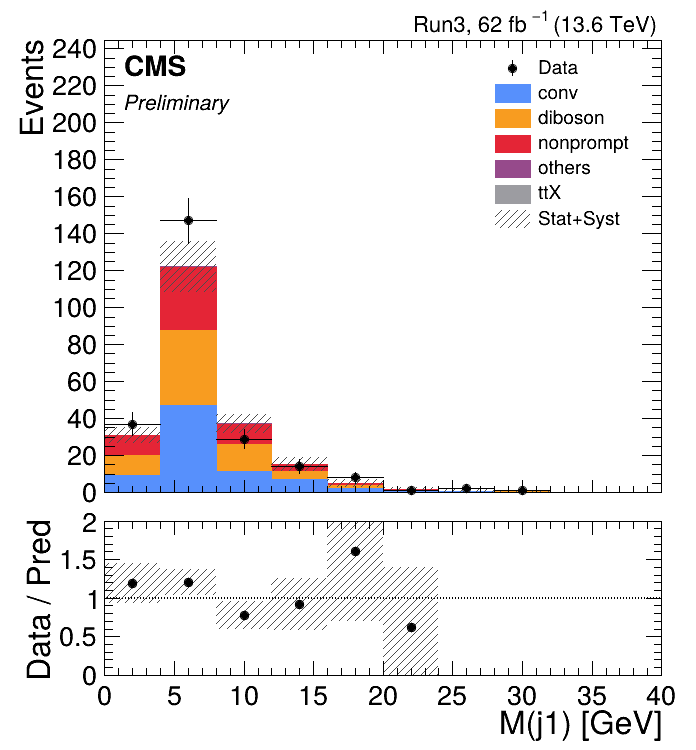 Run3, 62 fb⁻¹ (13.6 TeV)
Events
240
220
200
180
160
140
120
100
80
60
40
20
0
CMS
Preliminary
Data
conv
diboson
nonprompt
others
ttX
Stat+Syst
Data / Pred
2
1.5
1
0.5
0
0 5 10 15 20 25 30 35 40
M(j1) [GeV]